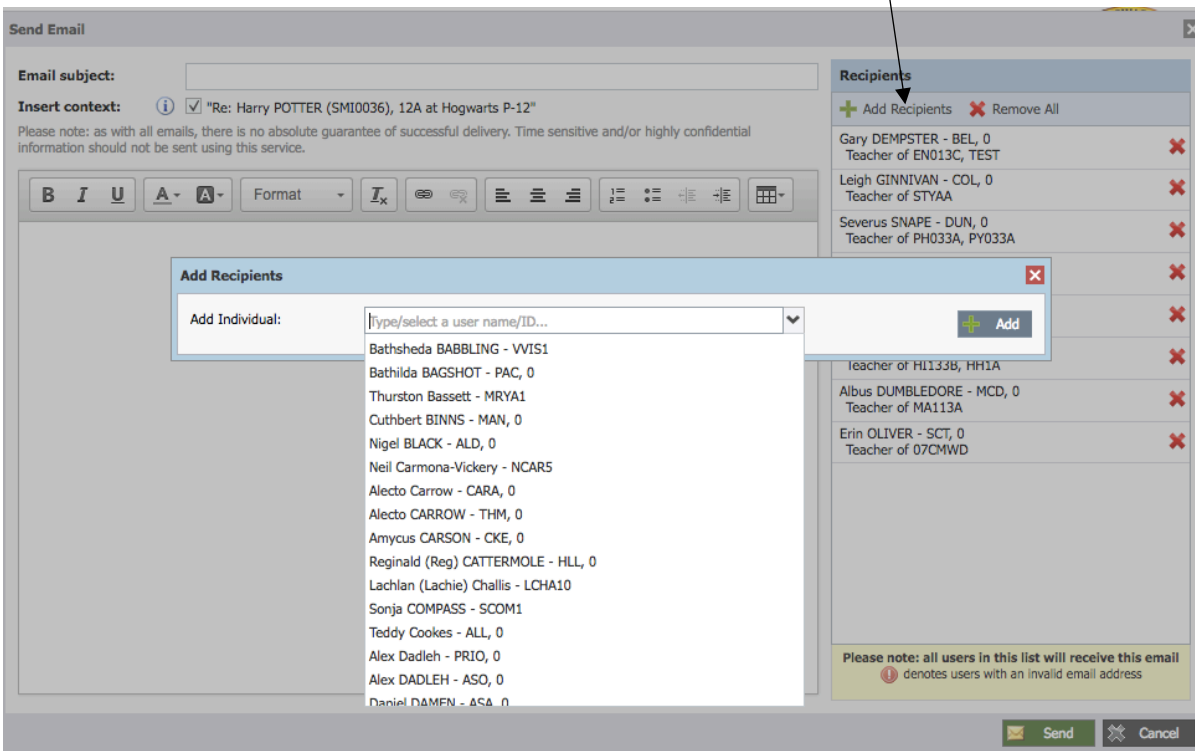 Send Email
Email subject:
Insert context: "Re: Harry POTTER (SMI0036), 12A at Hogwarts P-12"
Please note: as with all emails, there is no absolute guarantee of successful delivery. Time sensitive and/or highly confidential
information should not be sent using this service.
B I U A A Format Tx
Recipients
Add Recipients Remove All
Gary DEMPSTER - BEL, 0
Teacher of EN013C, TEST
Leigh GINNIVAN - COL, 0
Teacher of STYAA
Severus SNAPE - DUN, 0
Teacher of PH033A, PY033A
Teacher of HI133B, HH1A
Albus DUMBLEDORE - MCD, 0
Teacher of MA113A
Erin OLIVER - SCT, 0
Teacher of 07CMWD
Please note: all users in this list will receive this email
denotes users with an invalid email address
Add Recipients
Add Individual:
Type/select a user name/ID...
Add
Bathsheda BABBLING - VVIS1
Bathilda BAGSHOT - PAC, 0
Thurston Bassett - MRYA1
Cuthbert BINNS - MAN, 0
Nigel BLACK - ALD, 0
Neil Carmona-Vickery - NCAR5
Alecto Carrow - CARA, 0
Alecto CARROW - THM, 0
Amycus CARSON - CKE, 0
Reginald (Reg) CATTERMOLE - HLL, 0
Lachlan (Lachie) Challis - LCHA10
Sonja COMPASS - SCOM1
Teddy Cookes - ALL, 0
Alex Dadleh - PRIO, 0
Alex DADLEH - ASO, 0
Daniel DAMEN - ASA, 0
Send
Cancel